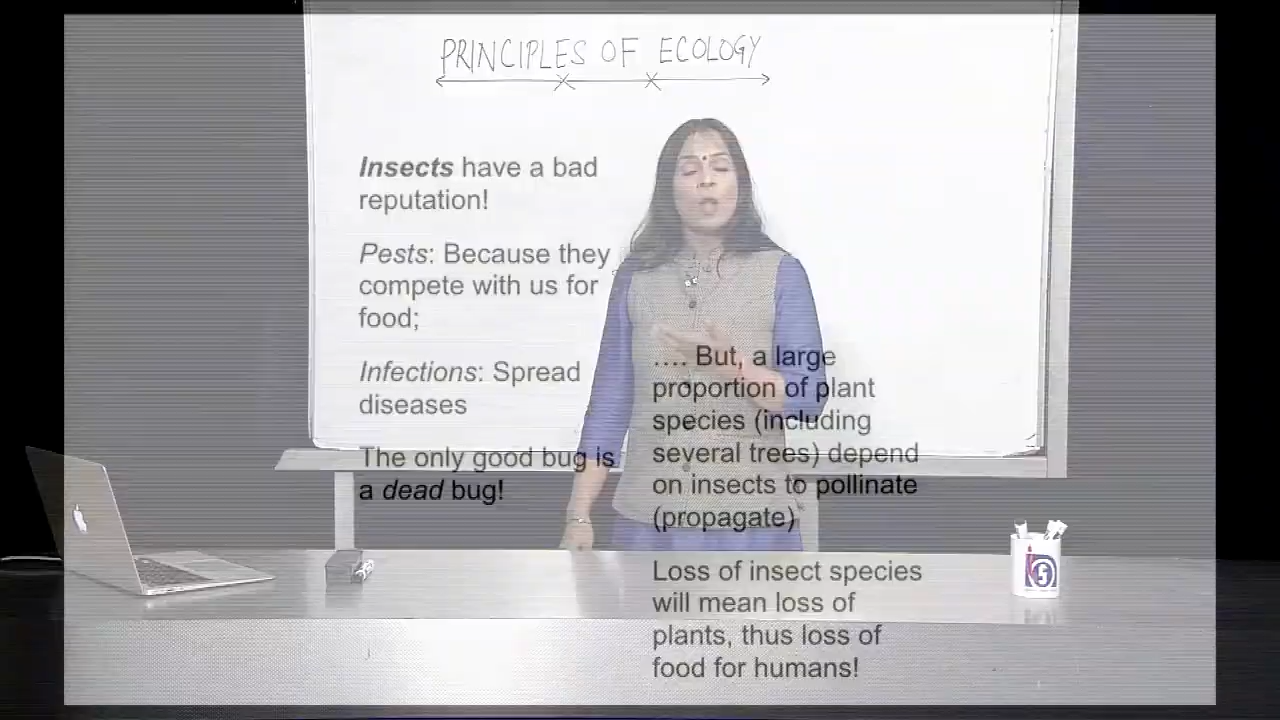 PRINCIPLES OF ECOLOGY
Insects have a bad
reputation!
Pests: Because they
compete with us for
food;
Infections: Spread
diseases
The only good bug is
a dead bug!
.... But, a large
proportion of plant
species (including
several trees) depend
on insects to pollinate
(propagate)
Loss of insect species
will mean loss of
plants, thus loss of
food for humans!